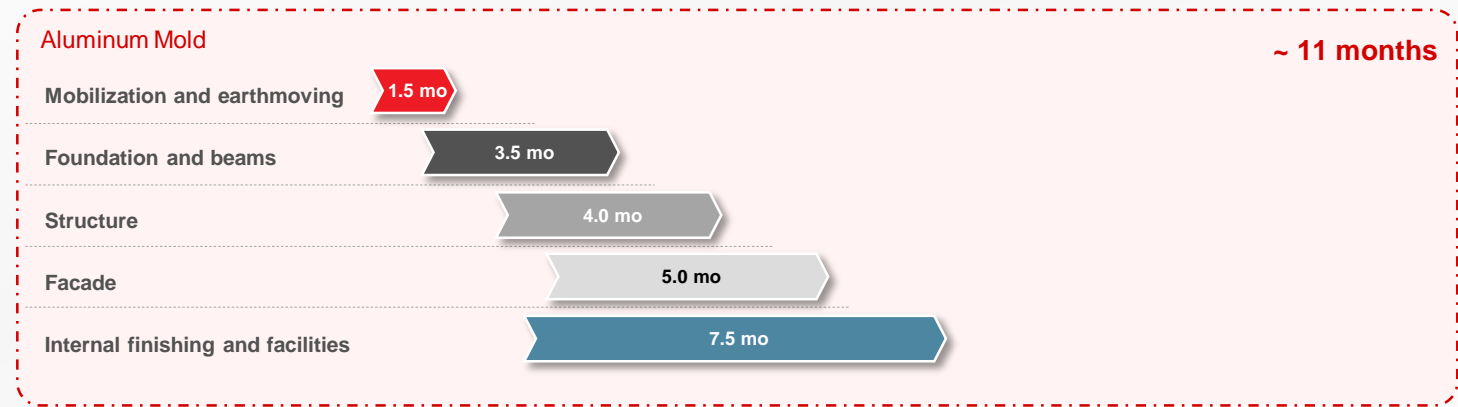 Aluminum Mold
~ 11 months
Mobilization and earthmoving
1.5 mo
Foundation and beams
3.5 mo
Structure
4.0 mo
Facade
5.0 mo
Internal finishing and facilities
7.5 mo